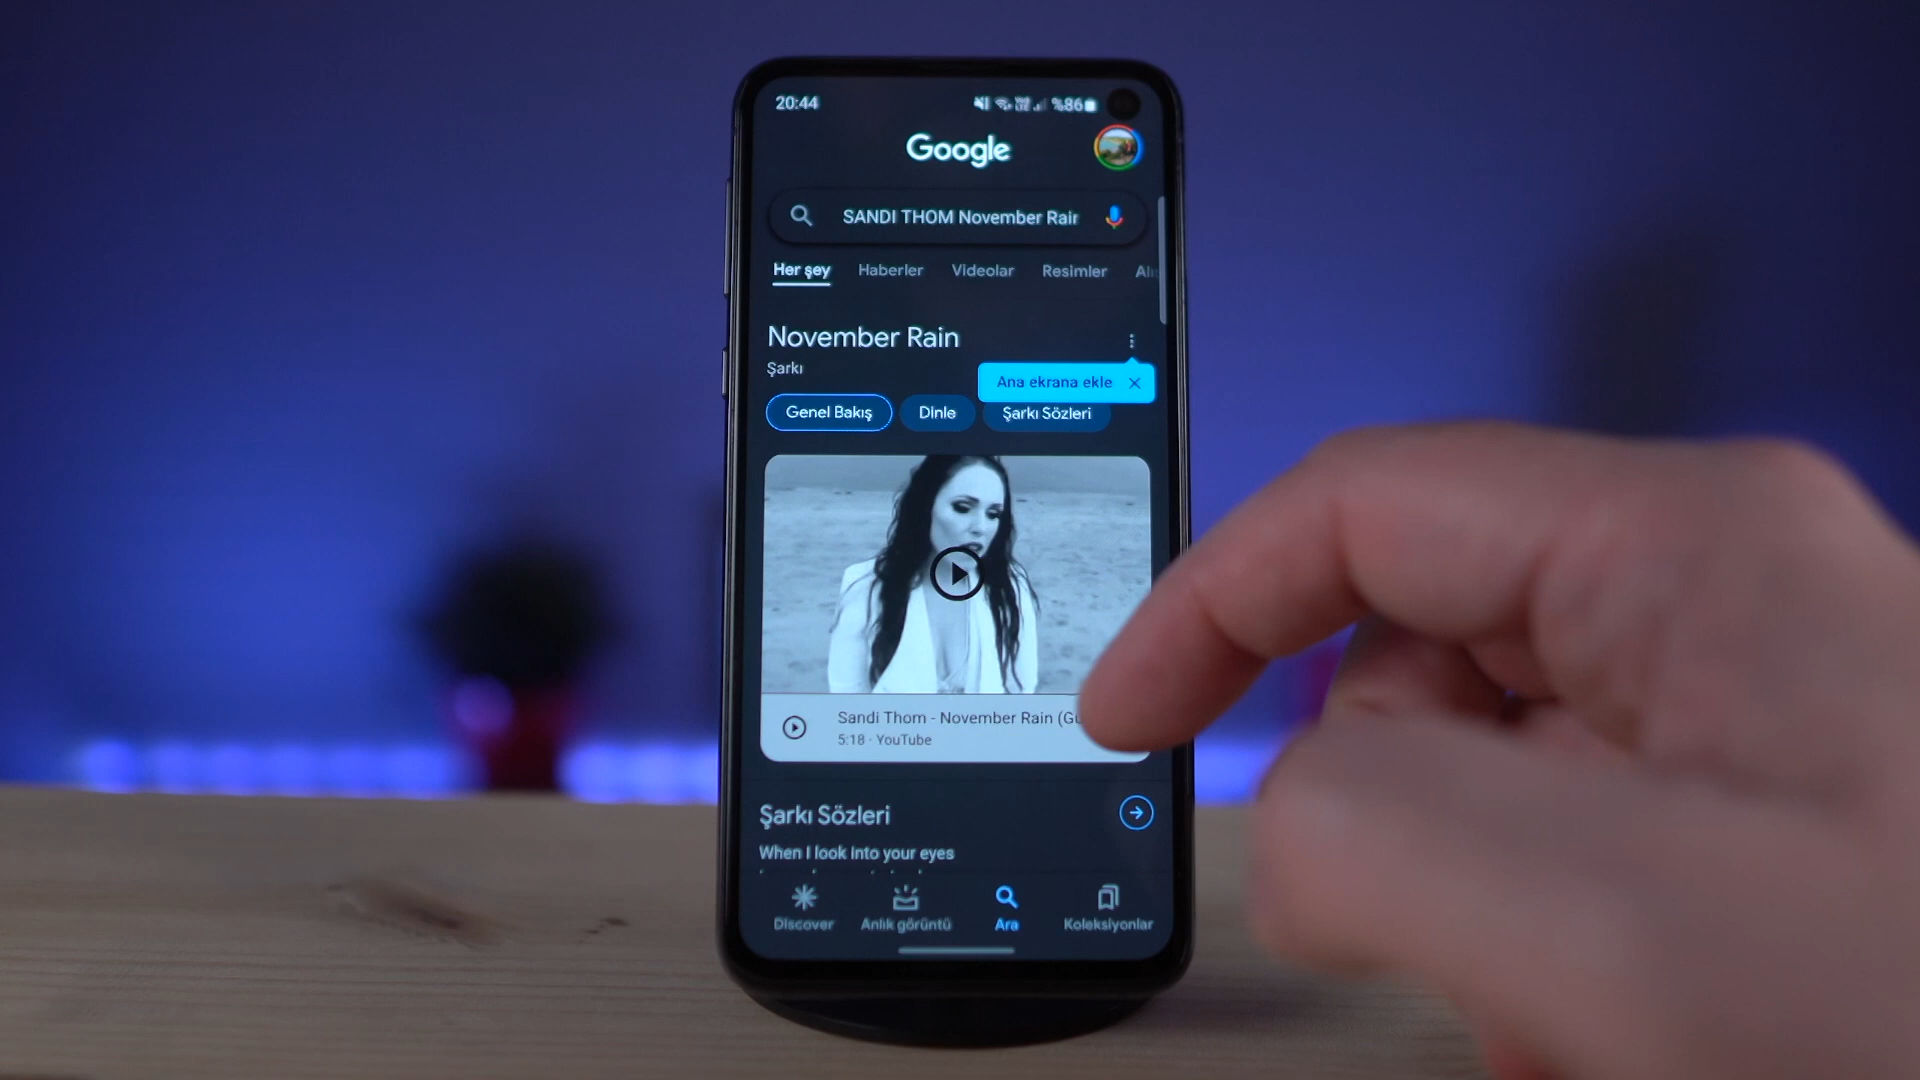 20:44 %86
Google
SANDI THOM November Rain
Her şey Haberler Videolar Resimler
November Rain
Şarkı
Ana ekrana ekle
Genel Bakış Dinle Şarkı Sözleri
Sandi Thom - November Rain
5:18 · YouTube
Şarkı Sözleri
When I look into your eyes
Discover Anlık görüntü Ara Koleksiyonlar